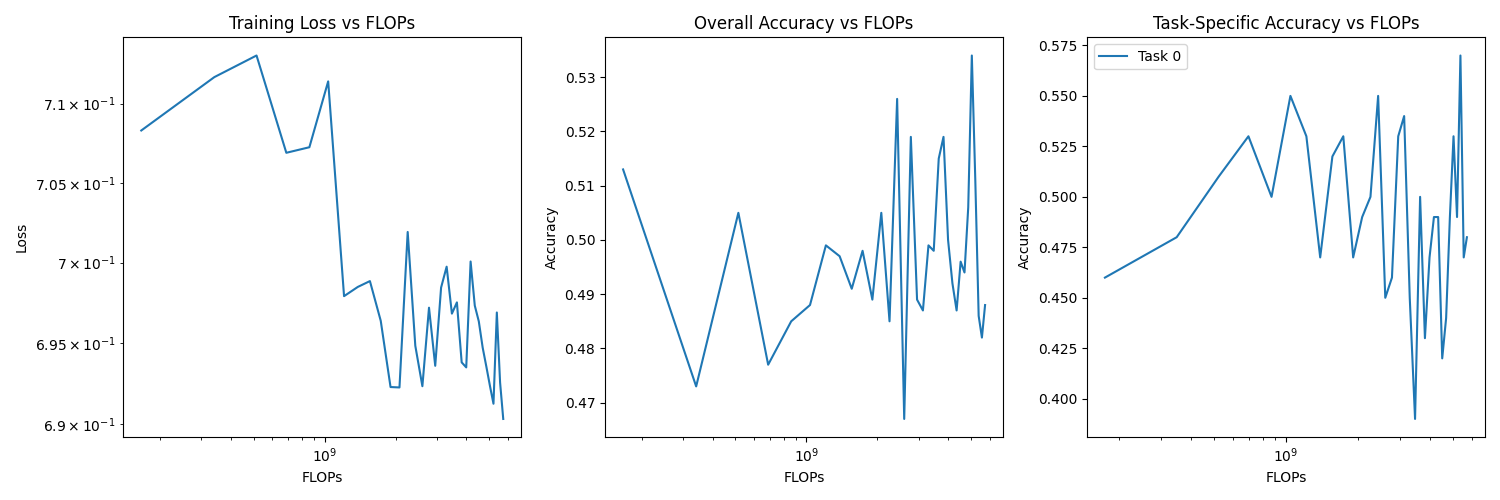 Training Loss vs FLOPs
7.1 × 10⁻¹
7.05 × 10⁻¹
7 × 10⁻¹
6.95 × 10⁻¹
6.9 × 10⁻¹
Loss
10⁹
FLOPs
Overall Accuracy vs FLOPs
0.53
0.52
0.51
0.50
0.49
0.48
0.47
Accuracy
10⁹
FLOPs
Task-Specific Accuracy vs FLOPs
Task 0
0.575
0.550
0.525
0.500
0.475
0.450
0.425
0.400
Accuracy
10⁹
FLOPs